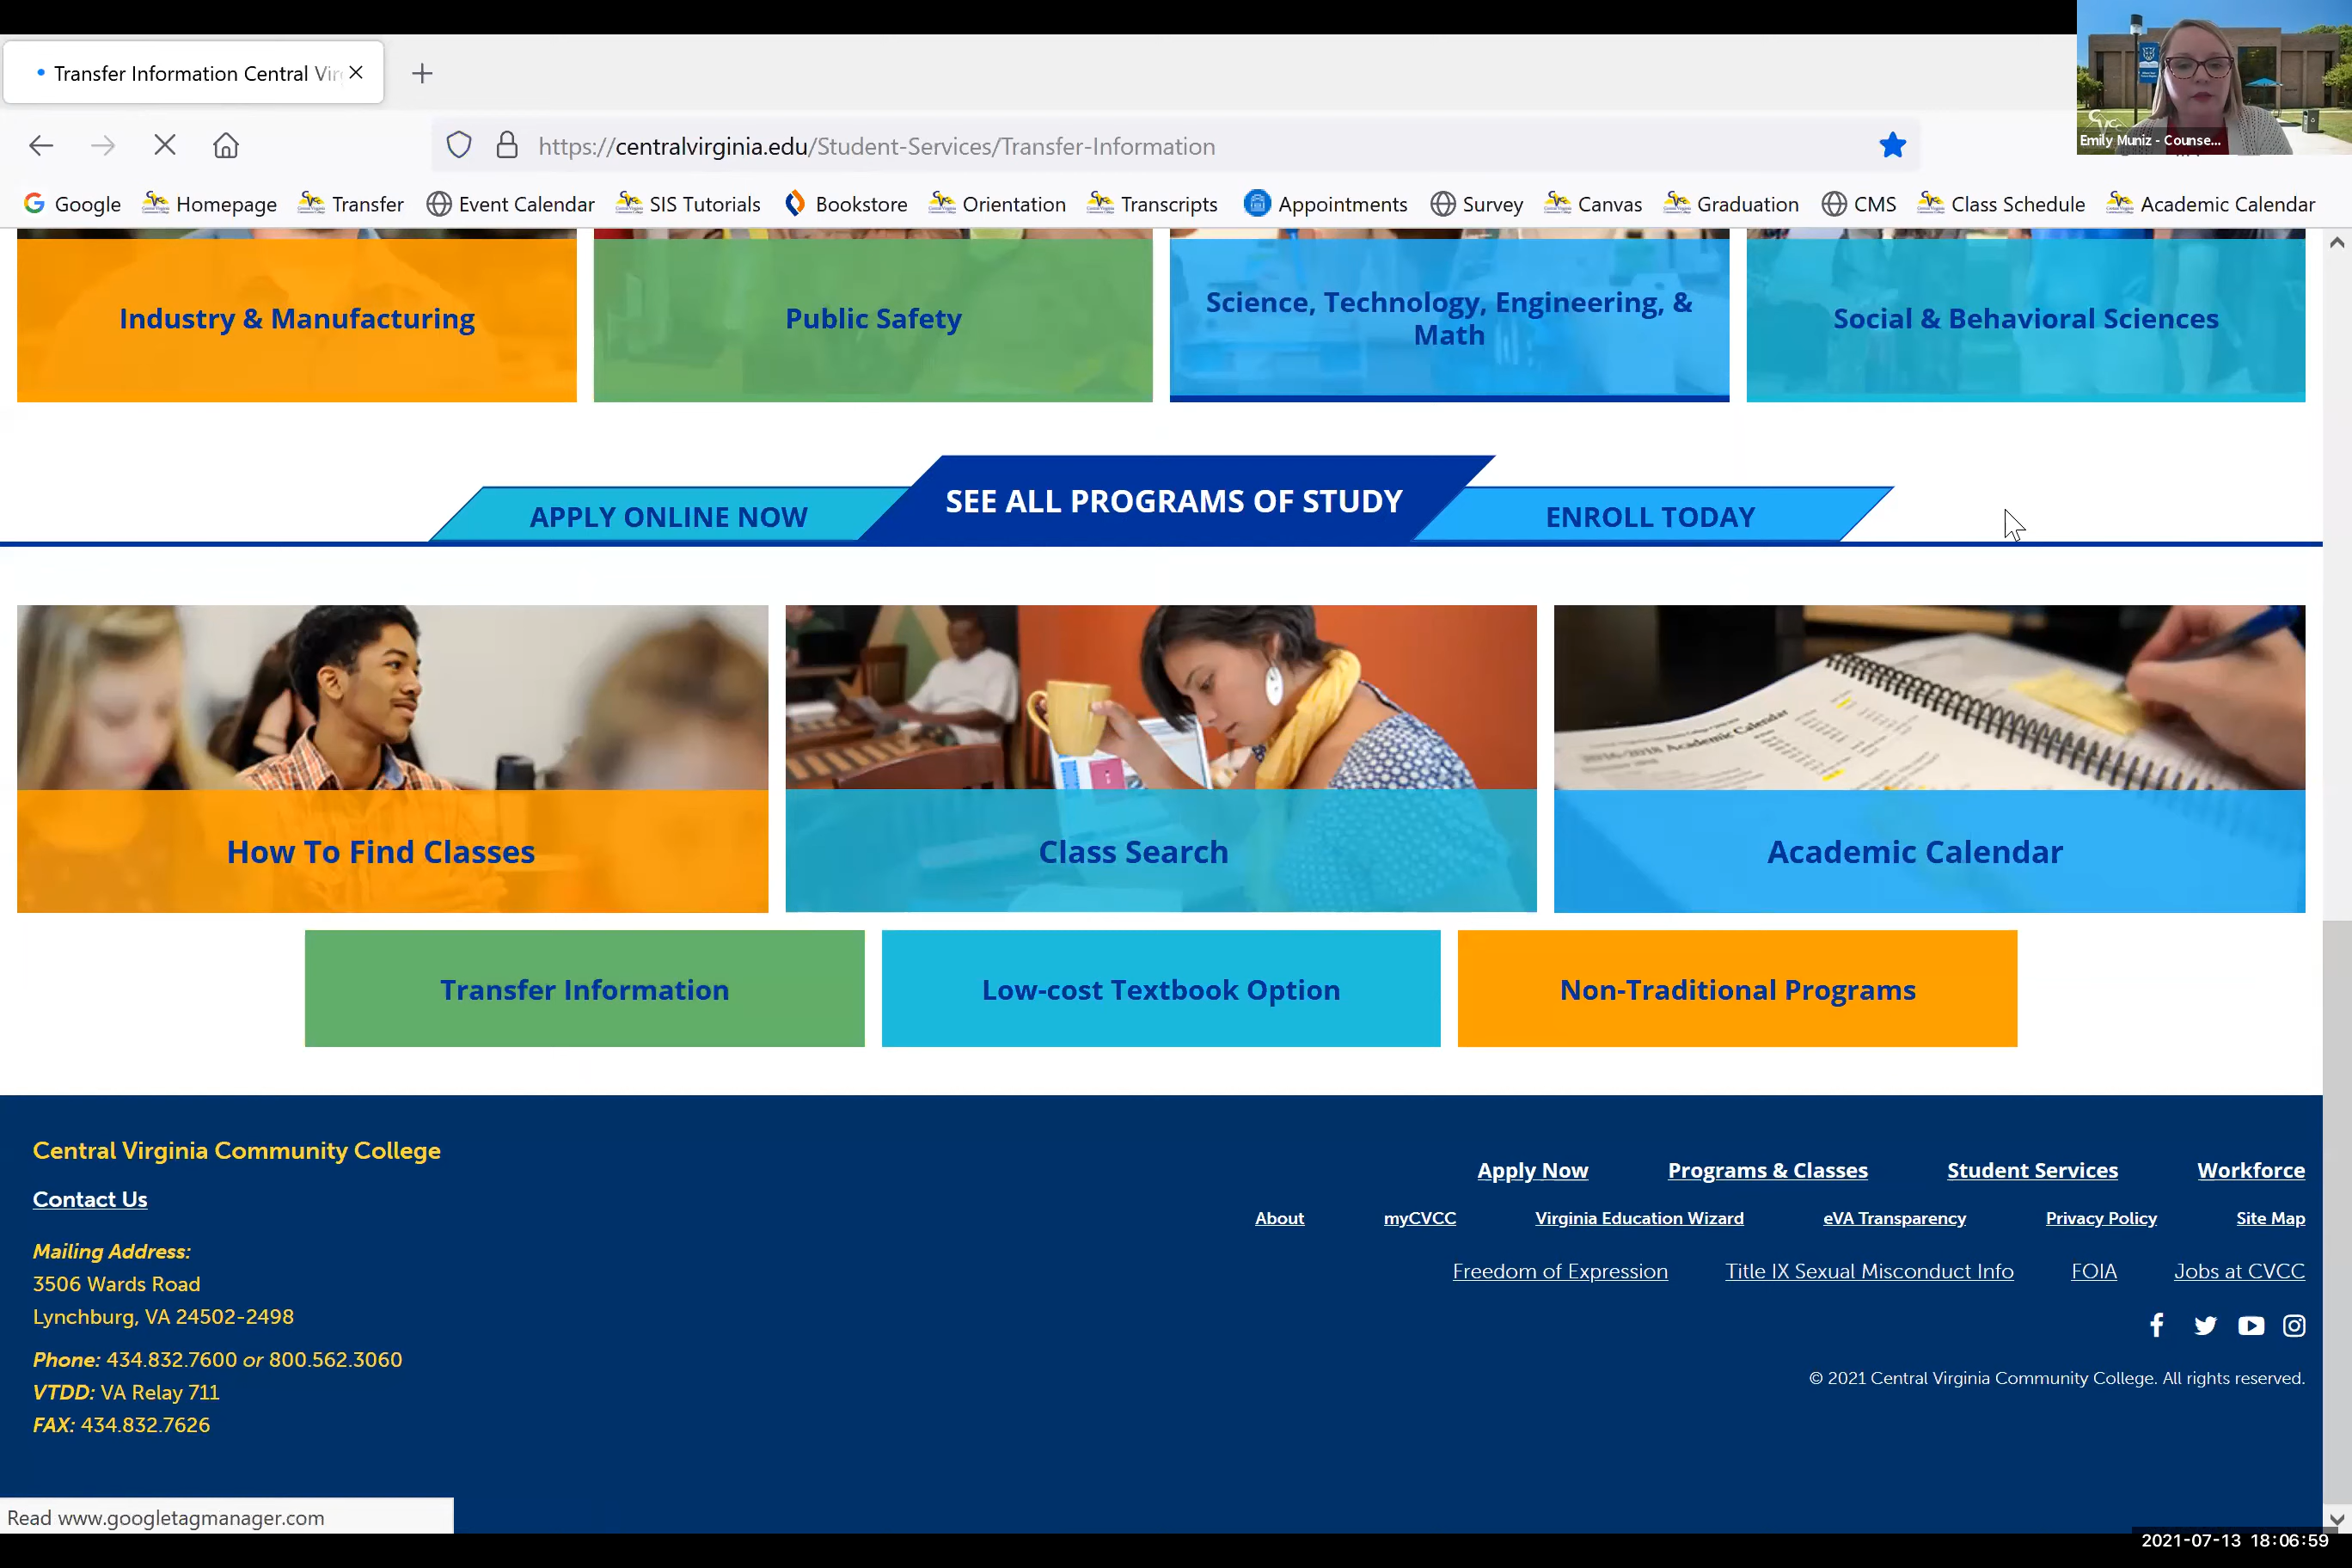 Transfer Information Central Vir
https://centralvirginia.edu/Student-Services/Transfer-Information
Emily Muniz - Counse...
Google Homepage Transfer Event Calendar SIS Tutorials Bookstore Orientation Transcripts Appointments Survey Canvas Graduation CMS Class Schedule Academic Calendar
Industry & Manufacturing
Public Safety
Science, Technology, Engineering, &
Math
Social & Behavioral Sciences
APPLY ONLINE NOW
SEE ALL PROGRAMS OF STUDY
ENROLL TODAY
Academic Calendar
How To Find Classes
Class Search
Academic Calendar
Transfer Information
Low-cost Textbook Option
Non-Traditional Programs
Central Virginia Community College
Contact Us
Mailing Address:
3506 Wards Road
Lynchburg, VA 24502-2498
Phone: 434.832.7600 or 800.562.3060
VTDD: VA Relay 711
FAX: 434.832.7626
Apply Now Programs & Classes Student Services Workforce
About myCVCC Virginia Education Wizard eVA Transparency Privacy Policy Site Map
Freedom of Expression Title IX Sexual Misconduct Info FOIA Jobs at CVCC
© 2021 Central Virginia Community College. All rights reserved.
Read www.googletagmanager.com
2021-07-13 18:06:59